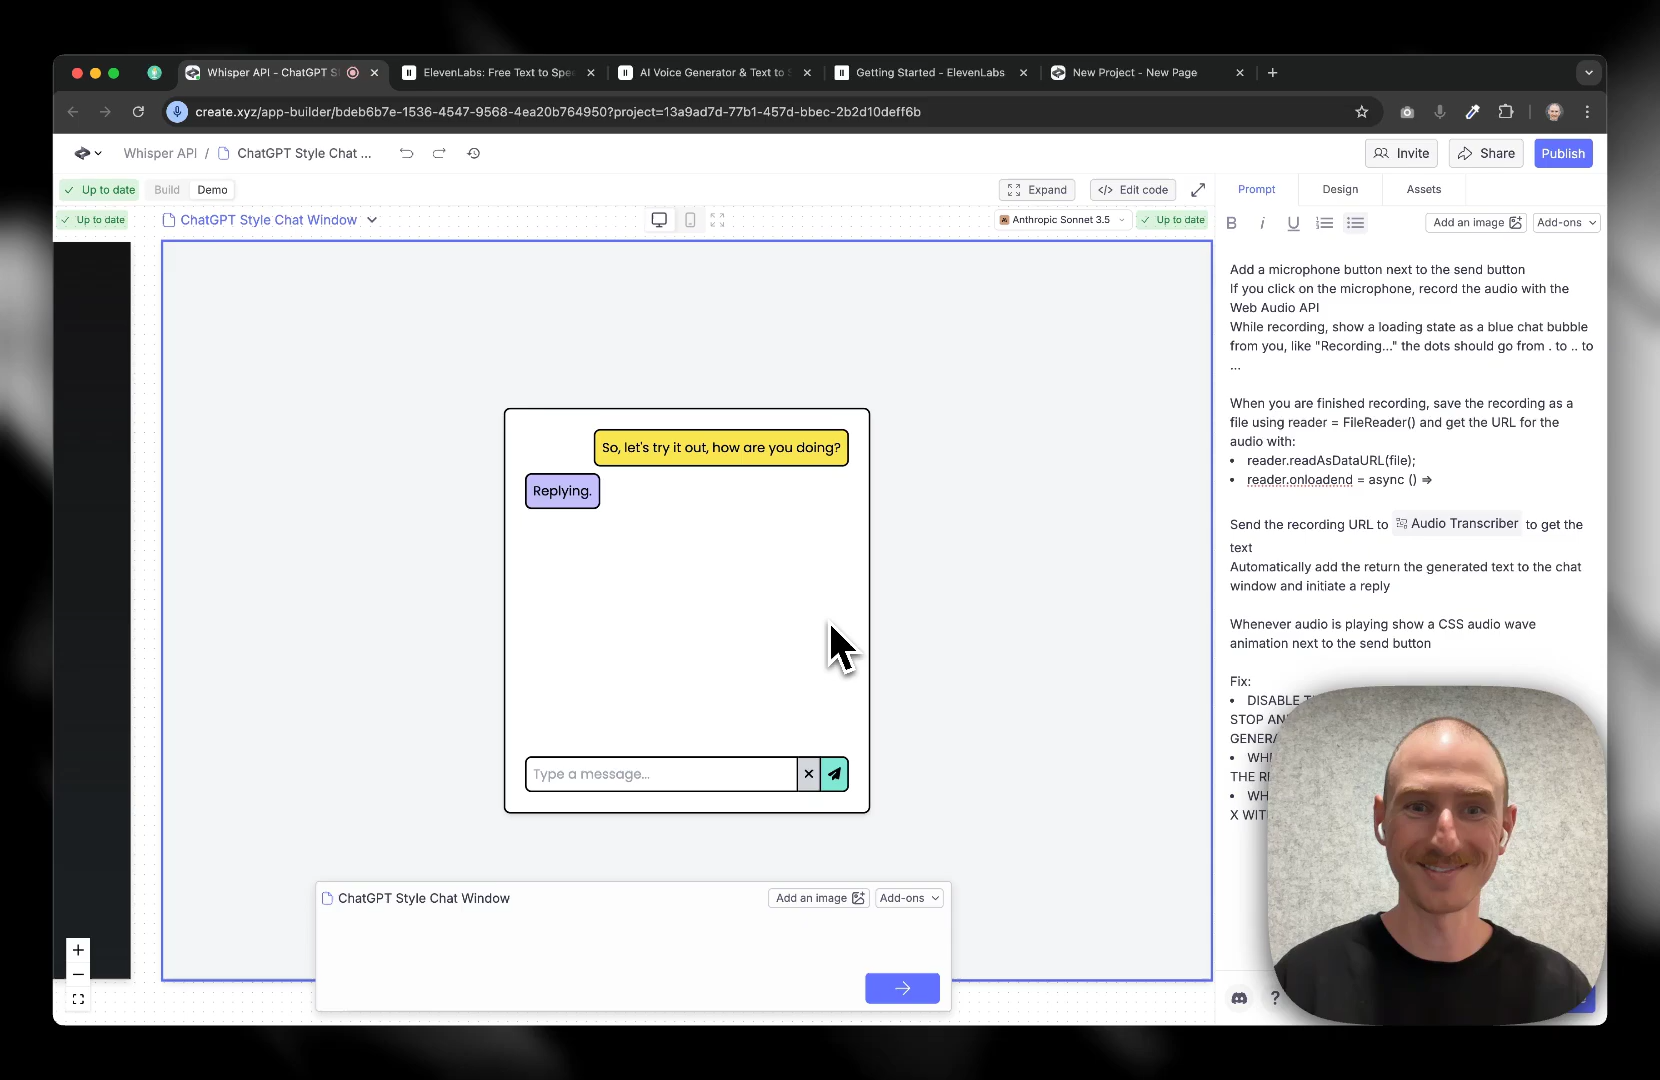 Whisper API - ChatGPT S
ElevenLabs: Free Text to Spe
AI Voice Generator & Text to S
Getting Started - ElevenLabs
New Project - New Page
create.xyz/app-builder/bdeb6b7e-1536-4547-9568-4ea20b764950?project=13a9ad7d-77b1-457d-bbec-2b2d10deff6b
Whisper API / ChatGPT Style Chat ...
Invite
Share
Publish
Up to date
Build
Demo
Expand
</> Edit code
Prompt
Design
Assets
Up to date
ChatGPT Style Chat Window
Anthropic Sonnet 3.5
Up to date
B i U
Add an image
Add-ons
Add a microphone button next to the send button
If you click on the microphone, record the audio with the
Web Audio API
While recording, show a loading state as a blue chat bubble
from you, like "Recording..." the dots should go from . to .. to
...
When you are finished recording, save the recording as a
file using reader = FileReader() and get the URL for the
audio with:
• reader.readAsDataURL(file);
• reader.onloadend = async () =>
Send the recording URL to Audio Transcriber to get the
text
Automatically add the return the generated text to the chat
window and initiate a reply
Whenever audio is playing show a CSS audio wave
animation next to the send button
Fix:
• DISABLE T
STOP AN
GENERA
• WH
THE R
• WH
X WIT
So, let's try it out, how are you doing?
Replying.
Type a message...
ChatGPT Style Chat Window
Add an image
Add-ons
?